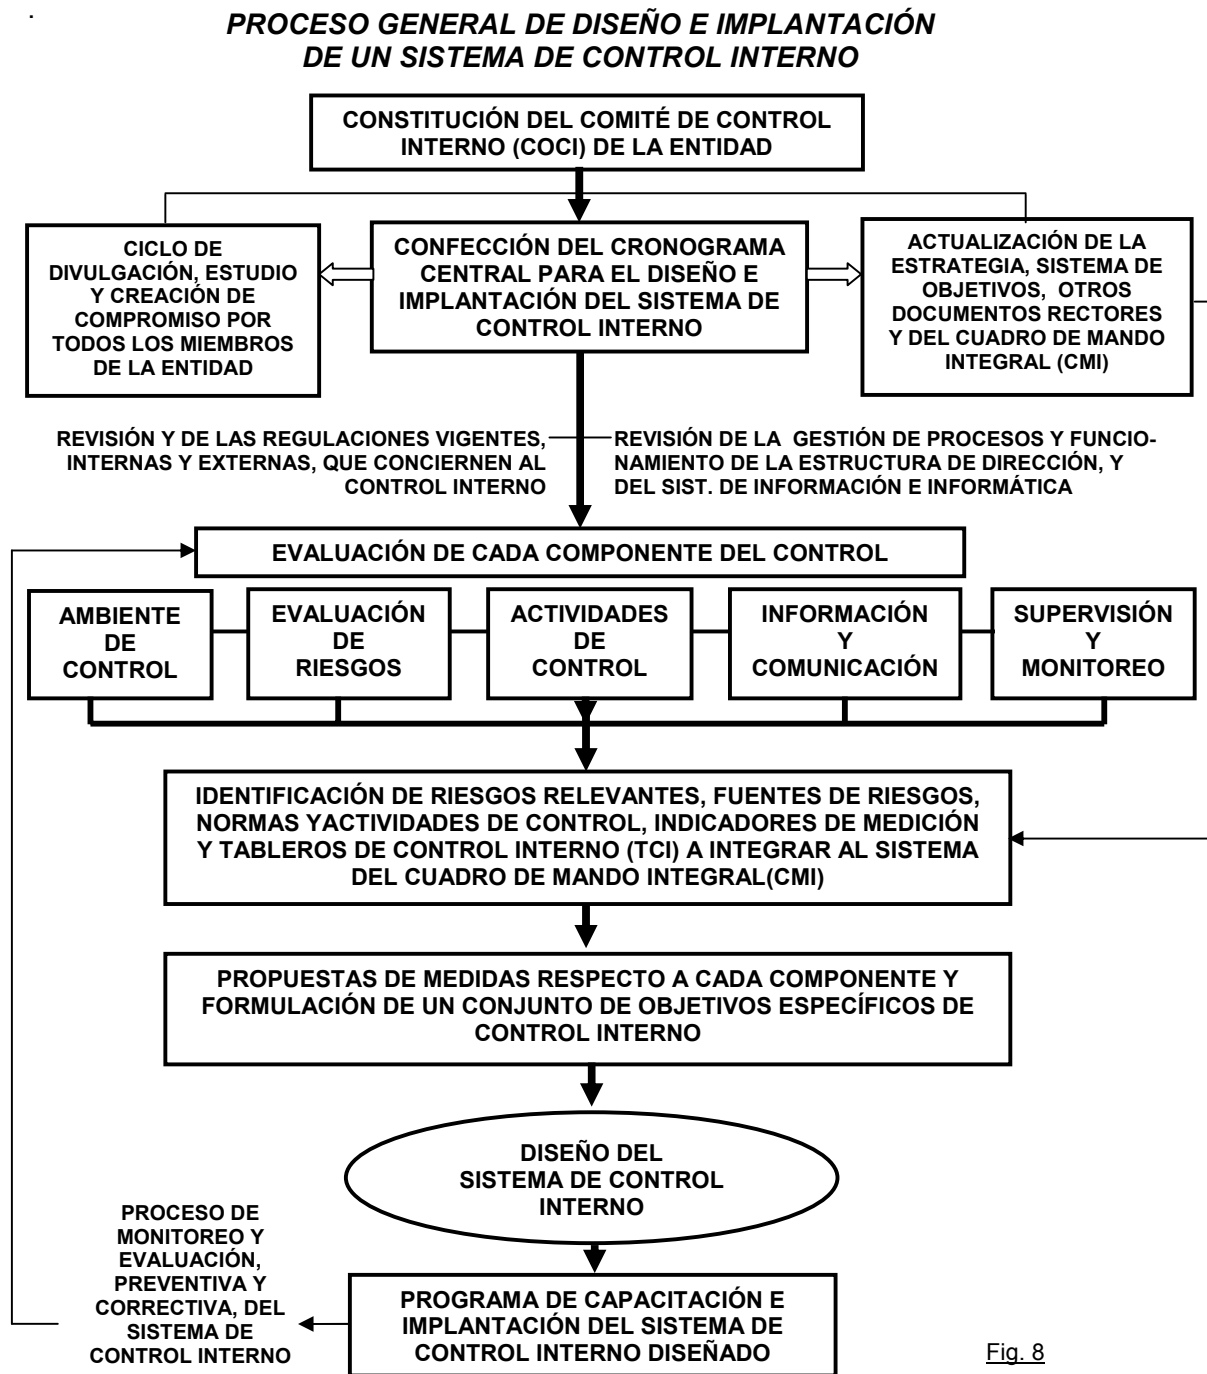 PROCESO GENERAL DE DISEÑO E IMPLANTACIÓN
DE UN SISTEMA DE CONTROL INTERNO
CONSTITUCIÓN DEL COMITÉ DE CONTROL
INTERNO (COCI) DE LA ENTIDAD
CICLO DE
DIVULGACIÓN, ESTUDIO
Y CREACIÓN DE
COMPROMISO POR
TODOS LOS MIEMBROS
DE LA ENTIDAD
CONFECCIÓN DEL CRONOGRAMA
CENTRAL PARA EL DISEÑO E
IMPLANTACIÓN DEL SISTEMA DE
CONTROL INTERNO
ACTUALIZACIÓN DE LA
ESTRATEGIA, SISTEMA DE
OBJETIVOS, OTROS
DOCUMENTOS RECTORES
Y DEL CUADRO DE MANDO
INTEGRAL (CMI)
REVISIÓN Y DE LAS REGULACIONES VIGENTES,
INTERNAS Y EXTERNAS, QUE CONCIERNEN AL
CONTROL INTERNO
REVISIÓN DE LA GESTIÓN DE PROCESOS Y FUNCIO-
NAMIENTO DE LA ESTRUCTURA DE DIRECCIÓN, Y
DEL SIST. DE INFORMACIÓN E INFORMÁTICA
EVALUACIÓN DE CADA COMPONENTE DEL CONTROL
AMBIENTE
DE
CONTROL
EVALUACIÓN
DE
RIESGOS
ACTIVIDADES
DE
CONTROL
INFORMACIÓN
Y
COMUNICACIÓN
SUPERVISIÓN
Y
MONITOREO
IDENTIFICACIÓN DE RIESGOS RELEVANTES, FUENTES DE RIESGOS,
NORMAS YACTIVIDADES DE CONTROL, INDICADORES DE MEDICIÓN
Y TABLEROS DE CONTROL INTERNO (TCI) A INTEGRAR AL SISTEMA
DEL CUADRO DE MANDO INTEGRAL(CMI)
PROPUESTAS DE MEDIDAS RESPECTO A CADA COMPONENTE Y
FORMULACIÓN DE UN CONJUNTO DE OBJETIVOS ESPECÍFICOS DE
CONTROL INTERNO
DISEÑO DEL
SISTEMA DE CONTROL
INTERNO
PROCESO DE
MONITOREO Y
EVALUACIÓN,
PREVENTIVA Y
CORRECTIVA, DEL
SISTEMA DE
CONTROL INTERNO
PROGRAMA DE CAPACITACIÓN E
IMPLANTACIÓN DEL SISTEMA DE
CONTROL INTERNO DISEÑADO
Fig. 8